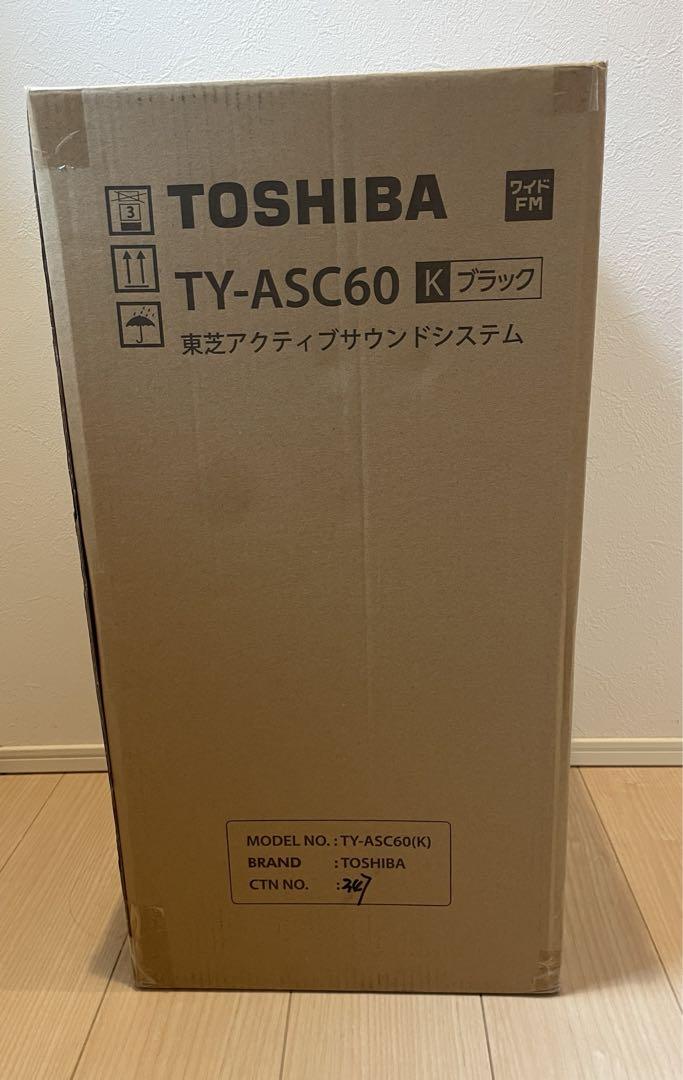 3
TOSHIBA
ワイド
FM
TY-ASC60 K ブラック
東芝アクティブサウンドシステム
MODEL NO. : TY-ASC60(K)
BRAND : TOSHIBA
CTN NO. : 347